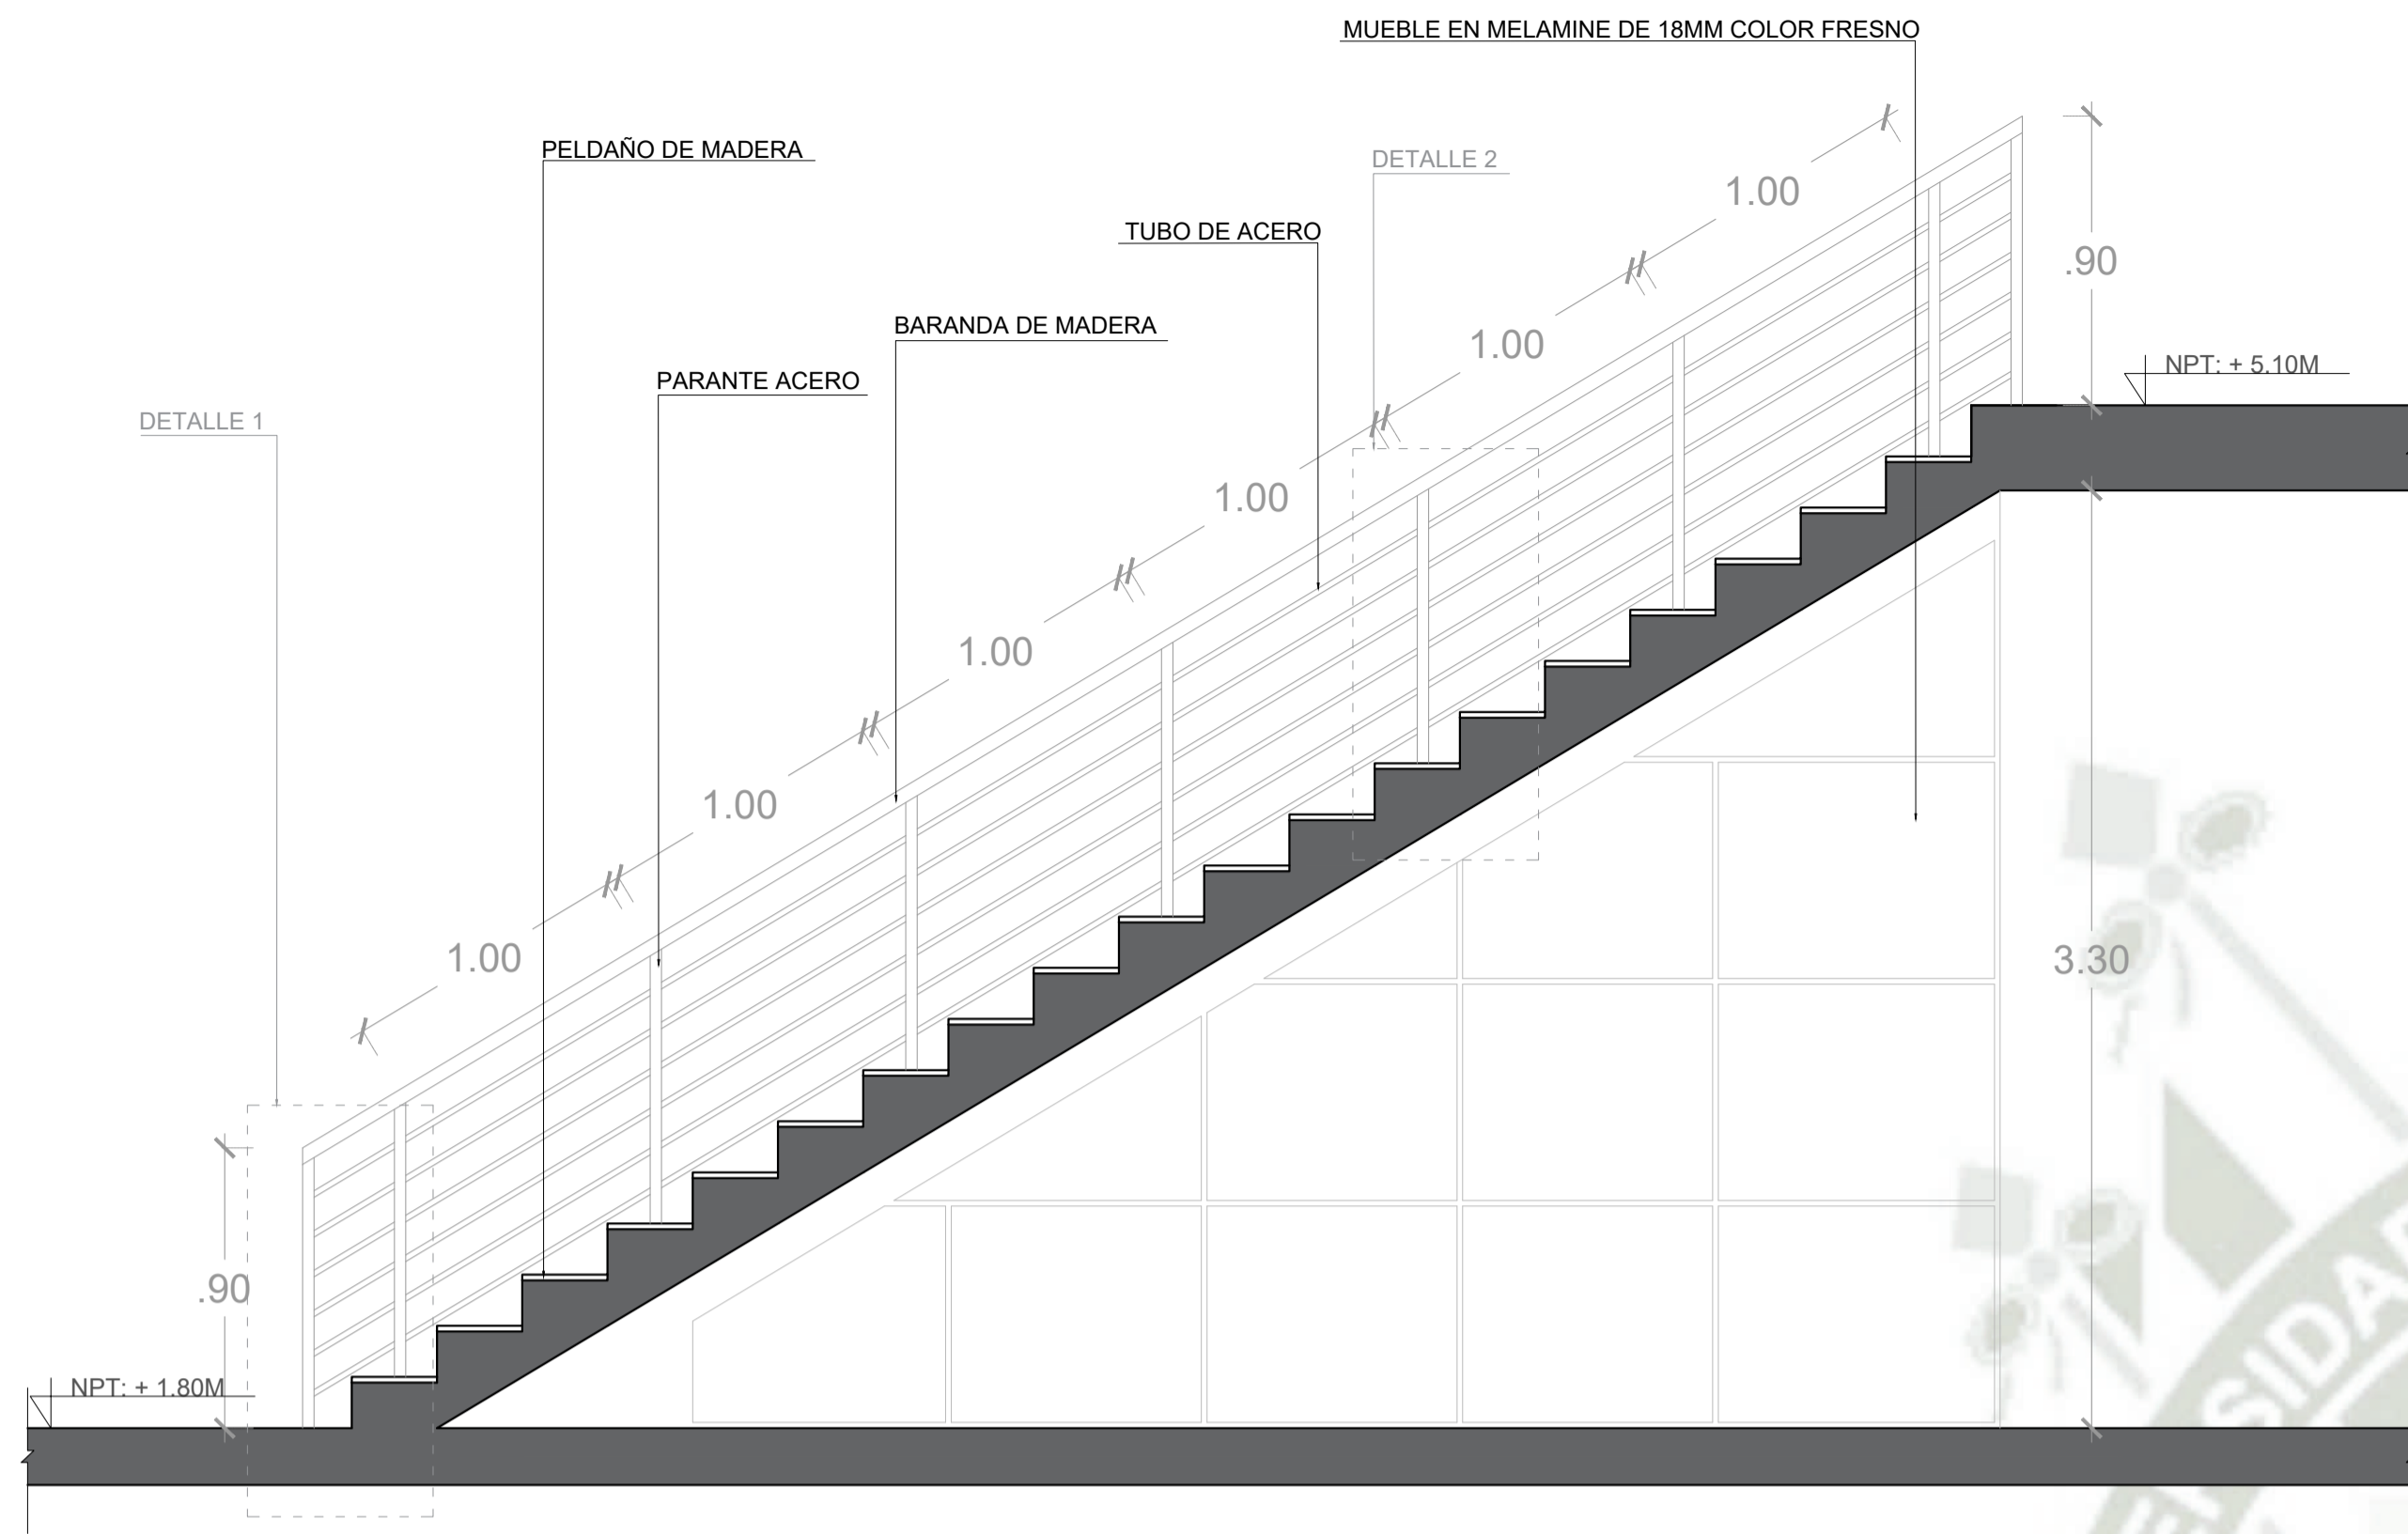 MUEBLE EN MELAMINE DE 18MM COLOR FRESNO
PELDAÑO DE MADERA
DETALLE 2
1.00
TUBO DE ACERO
.90
BARANDA DE MADERA
1.00
NPT: + 5.10M
PARANTE ACERO
DETALLE 1
1.00
1.00
1.00
1.00
3.30
.90
NPT: + 1.80M